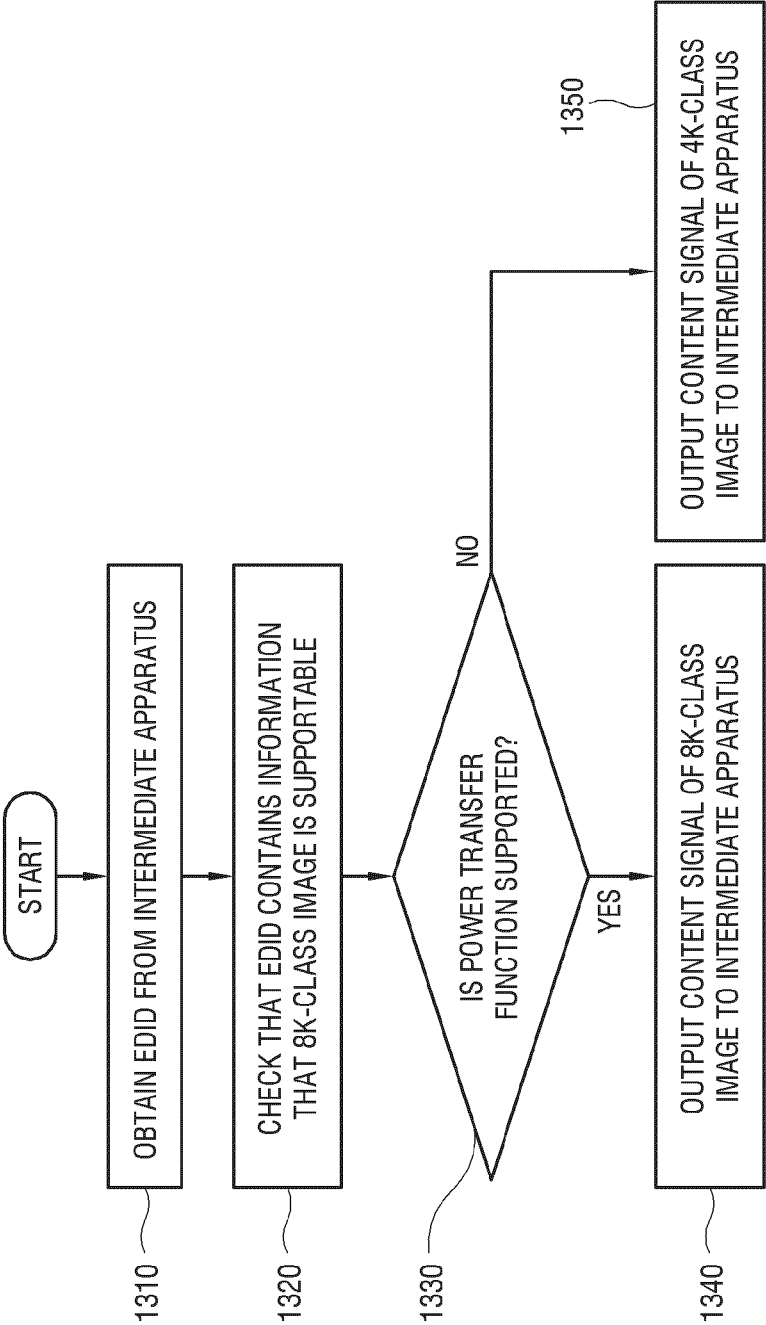 START
1310
OBTAIN EDID FROM INTERMEDIATE APPARATUS
1320
CHECK THAT EDID CONTAINS INFORMATION
THAT 8K-CLASS IMAGE IS SUPPORTABLE
1330
IS POWER TRANSFER
FUNCTION SUPPORTED?
NO
YES
1340
OUTPUT CONTENT SIGNAL OF 8K-CLASS
IMAGE TO INTERMEDIATE APPARATUS
1350
OUTPUT CONTENT SIGNAL OF 4K-CLASS
IMAGE TO INTERMEDIATE APPARATUS